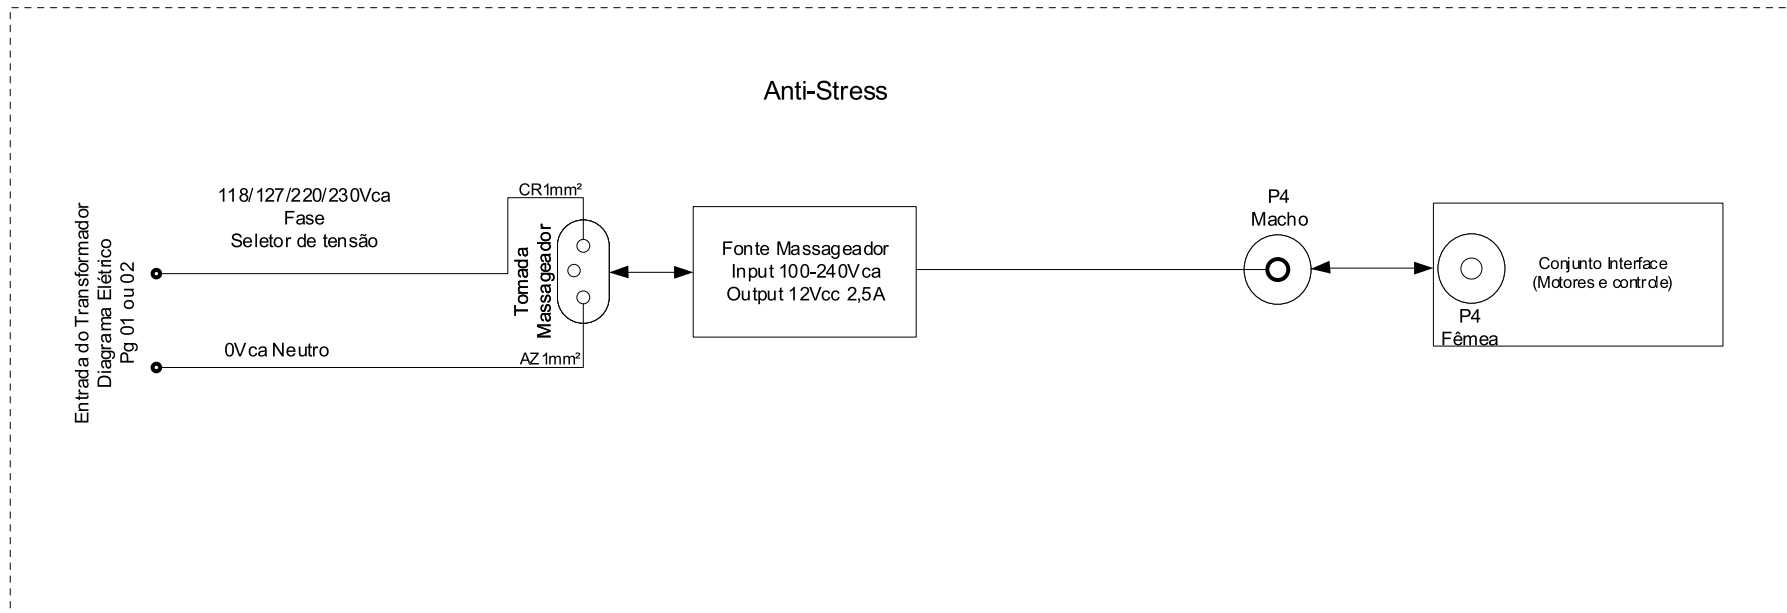 Anti-Stress
Entrada do Transformador
Diagrama Elétrico
Pg 01 ou 02
118/127/220/230Vca
Fase
Seletor de tensão
0Vca Neutro
CR1mm²
Tomada
Massageador
AZ1mm²
Fonte Massageador
Input 100-240Vca
Output 12Vcc 2,5A
P4
Macho
P4
Fêmea
Conjunto Interface
(Motores e controle)